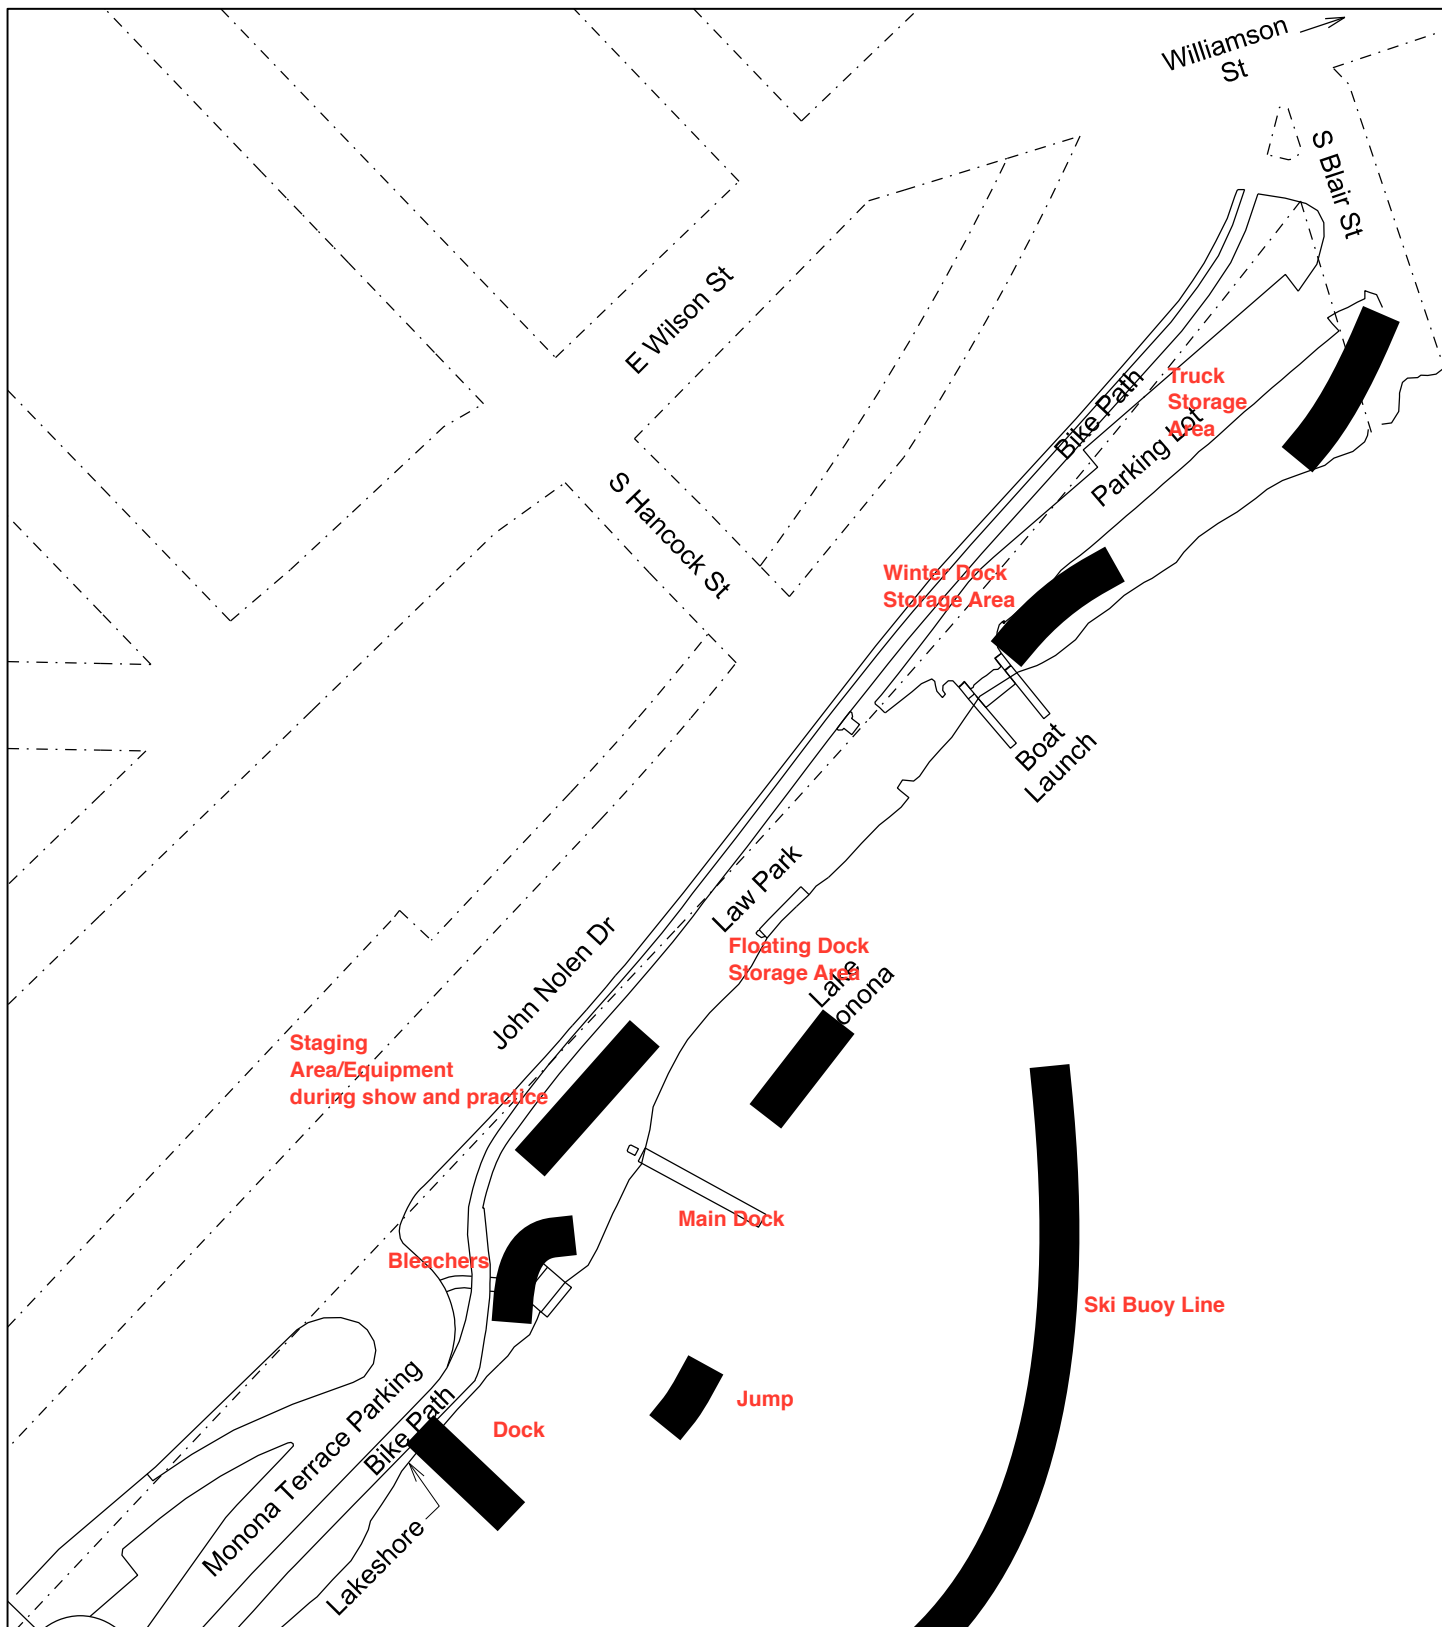 Williamson
St
S Blair St
E Wilson St
Bike Path
Truck
Storage
Area
Parking Lot
S Hancock St
Winter Dock
Storage Area
Boat
Launch
Law Park
Floating Dock
Storage Area
Lake
onona
John Nolen Dr
Staging
Area/Equipment
during show and practice
Main Dock
Bleachers
Ski Buoy Line
Jump
Dock
Monona Terrace Parking
Bike Path
Lakeshore